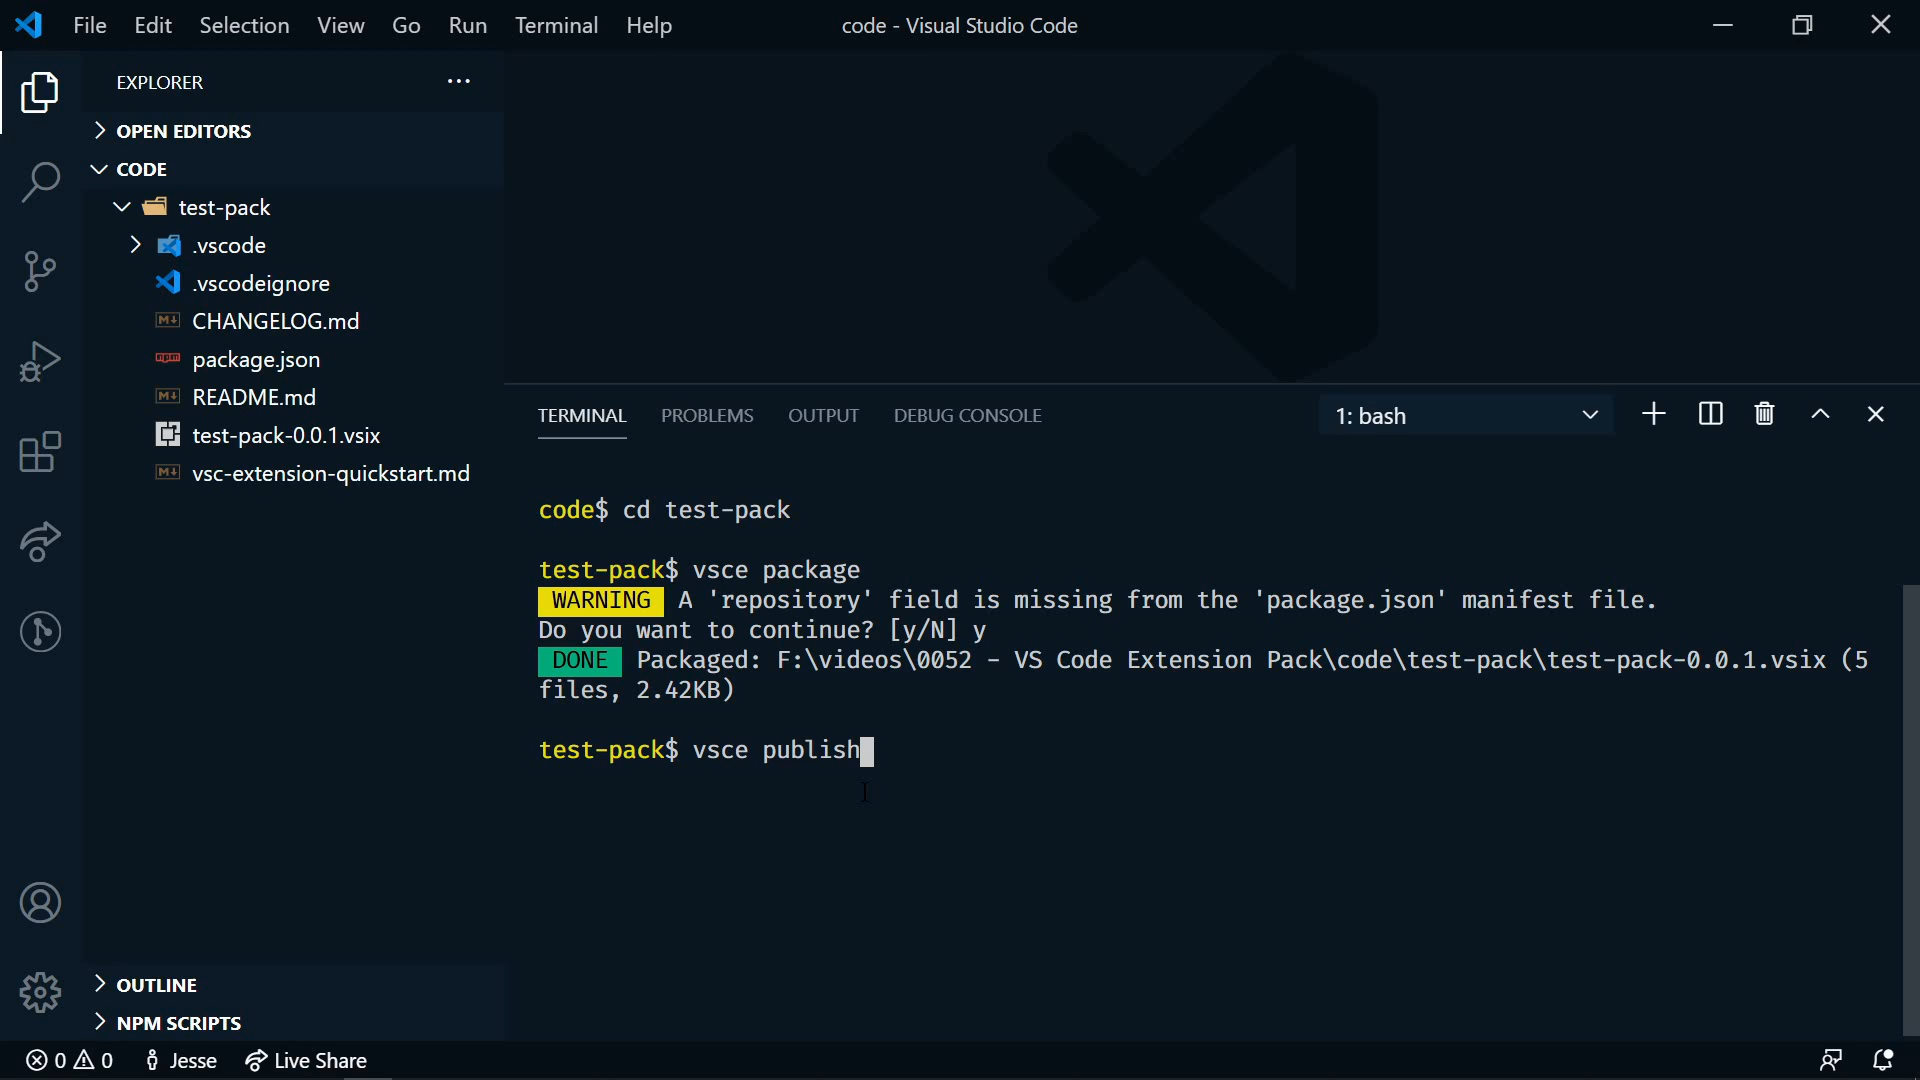 File Edit Selection View Go Run Terminal Help
code - Visual Studio Code
EXPLORER
OPEN EDITORS
CODE
test-pack
.vscode
.vscodeignore
CHANGELOG.md
package.json
README.md
test-pack-0.0.1.vsix
vsc-extension-quickstart.md
OUTLINE
NPM SCRIPTS
TERMINAL PROBLEMS OUTPUT DEBUG CONSOLE
1: bash
code$ cd test-pack
test-pack$ vsce package
WARNING A 'repository' field is missing from the 'package.json' manifest file.
Do you want to continue? [y/N] y
DONE Packaged: F:\videos\0052 - VS Code Extension Pack\code\test-pack\test-pack-0.0.1.vsix (5
files, 2.42KB)
test-pack$ vsce publish
0 0 Jesse Live Share